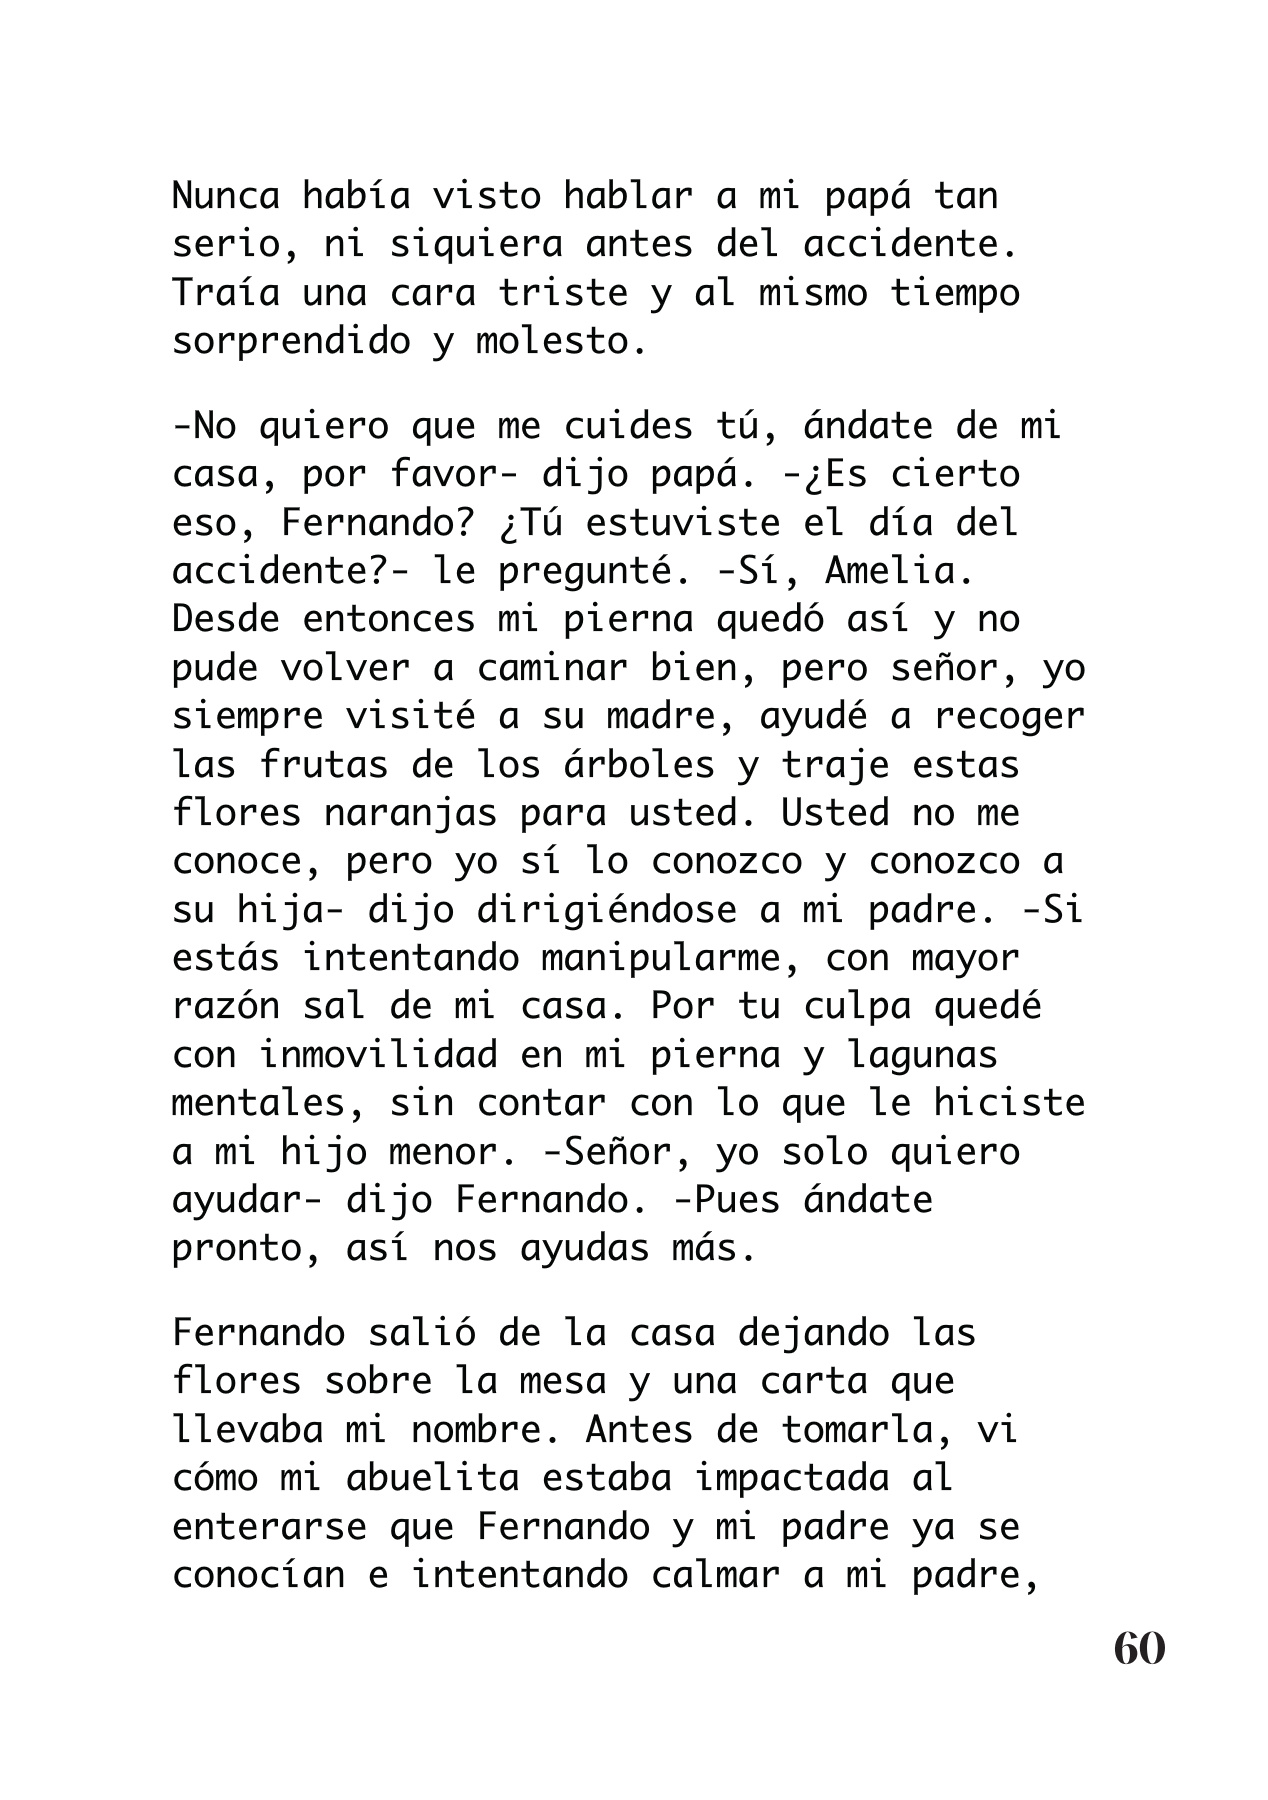 Nunca había visto hablar a mi papá tan
serio, ni siquiera antes del accidente.
Traía una cara triste y al mismo tiempo
sorprendido y molesto.
-No quiero que me cuides tú, ándate de mi
casa, por favor- dijo papá. -¿Es cierto
eso, Fernando? ¿Tú estuviste el día del
accidente?- le pregunté. -Sí, Amelia.
Desde entonces mi pierna quedó así y no
pude volver a caminar bien, pero señor, yo
siempre visité a su madre, ayudé a recoger
las frutas de los árboles y traje estas
flores naranjas para usted. Usted no me
conoce, pero yo sí lo conozco y conozco a
su hija- dijo dirigiéndose a mi padre. -Si
estás intentando manipularme, con mayor
razón sal de mi casa. Por tu culpa quedé
con inmovilidad en mi pierna y lagunas
mentales, sin contar con lo que le hiciste
a mi hijo menor. -Señor, yo solo quiero
ayudar- dijo Fernando. -Pues ándate
pronto, así nos ayudas más.
Fernando salió de la casa dejando las
flores sobre la mesa y una carta que
llevaba mi nombre. Antes de tomarla, vi
cómo mi abuelita estaba impactada al
enterarse que Fernando y mi padre ya se
conocían e intentando calmar a mi padre,
60